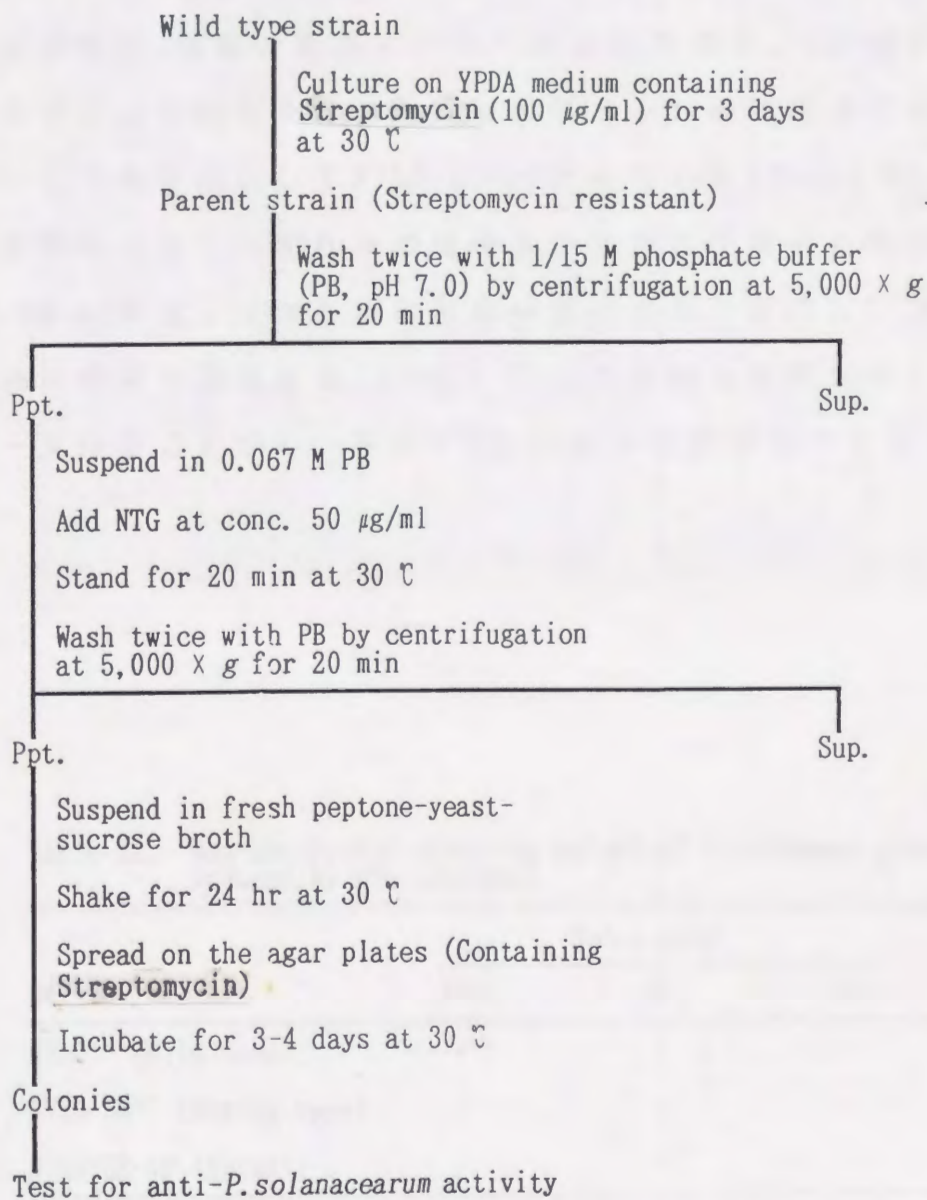 Wild type strain
Culture on YPDA medium containing
Streptomycin (100 μg/ml) for 3 days
at 30 ℃
Parent strain (Streptomycin resistant)
Wash twice with 1/15 M phosphate buffer
(PB, pH 7.0) by centrifugation at 5,000 × g
for 20 min
Ppt.
Sup.
Suspend in 0.067 M PB
Add NTG at conc. 50 μg/ml
Stand for 20 min at 30 ℃
Wash twice with PB by centrifugation
at 5,000 × g for 20 min
Ppt.
Sup.
Suspend in fresh peptone-yeast-
sucrose broth
Shake for 24 hr at 30 ℃
Spread on the agar plates (Containing
Streptomycin)
Incubate for 3-4 days at 30 ℃
Colonies
Test for anti-P. solanacearum activity